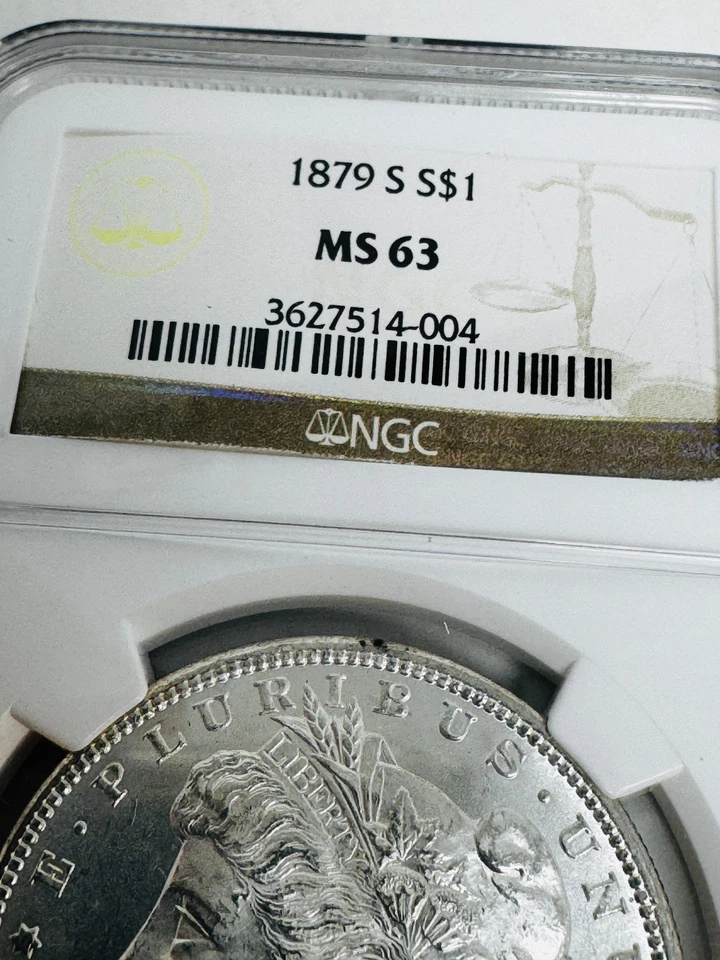 1879 S S$1
MS 63
3627514-004
NGC
E · PLURIBUS · UN
LIBERTY